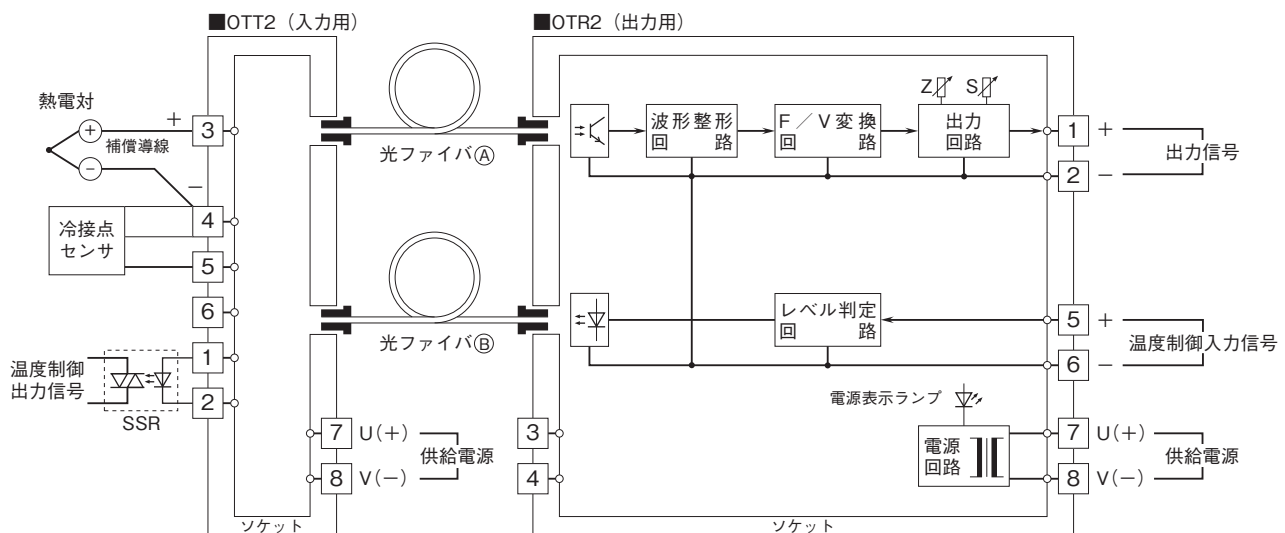 ■OTT2（入力用）
■OTR2（出力用）
熱電対
+
−
+
補償導線
−
3
4
冷接点
センサ
5
6
1
2
温度制御
出力信号
SSR
7
U(+)
8
V(−)
供給電源
ソケット
光ファイバⒶ
光ファイバⒷ
波形整形
回　　路
F／V変換
回　　路
Z
S
出力
回路
1
+
2
−
出力信号
レベル判定
回　　　路
5
+
6
−
温度制御入力信号
電源表示ランプ
電源
回路
3
4
7
U(+)
8
V(−)
供給電源
ソケット